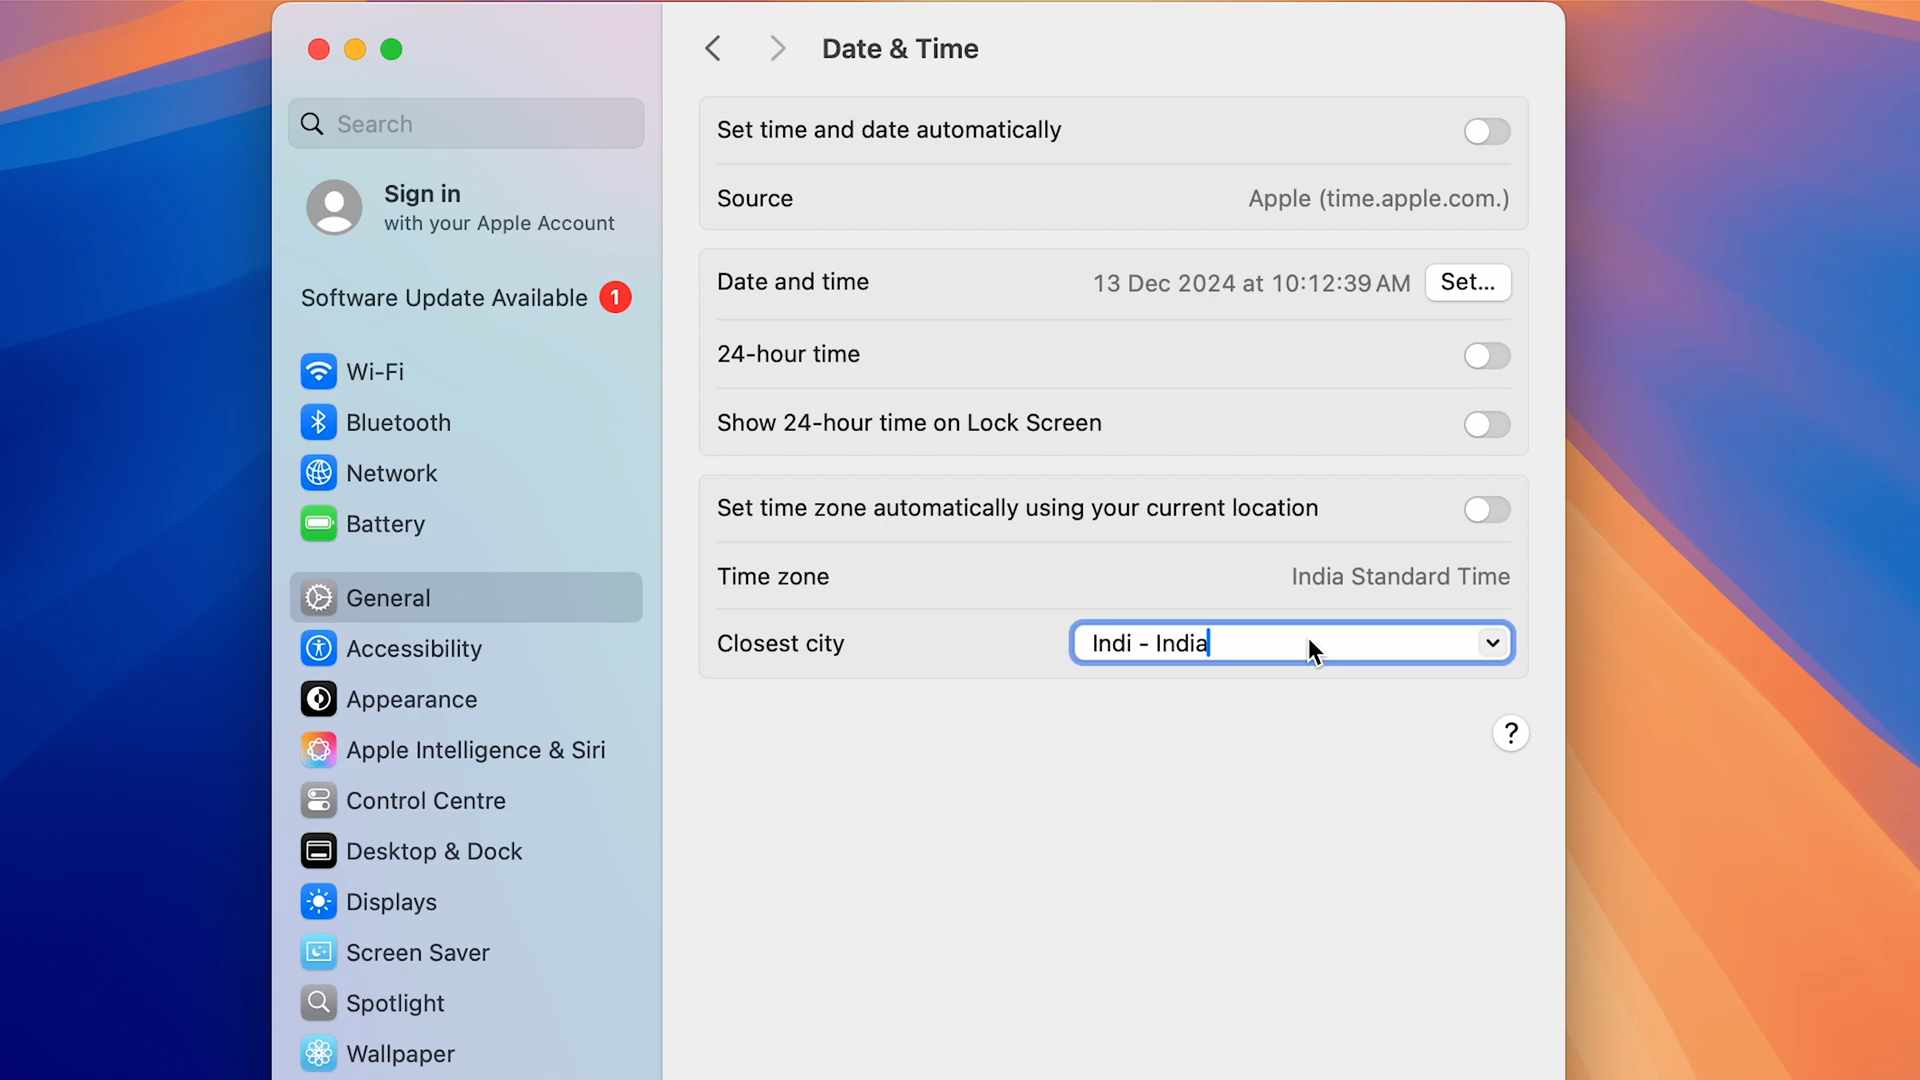 Date & Time
Search
Set time and date automatically
Source
Apple (time.apple.com.)
Sign in
with your Apple Account
Software Update Available 1
Date and time
13 Dec 2024 at 10:12:39 AM
Set...
24-hour time
Show 24-hour time on Lock Screen
Set time zone automatically using your current location
Time zone
India Standard Time
Closest city
Indi - India
?
Wi-Fi
Bluetooth
Network
Battery
General
Accessibility
Appearance
Apple Intelligence & Siri
Control Centre
Desktop & Dock
Displays
Screen Saver
Spotlight
Wallpaper